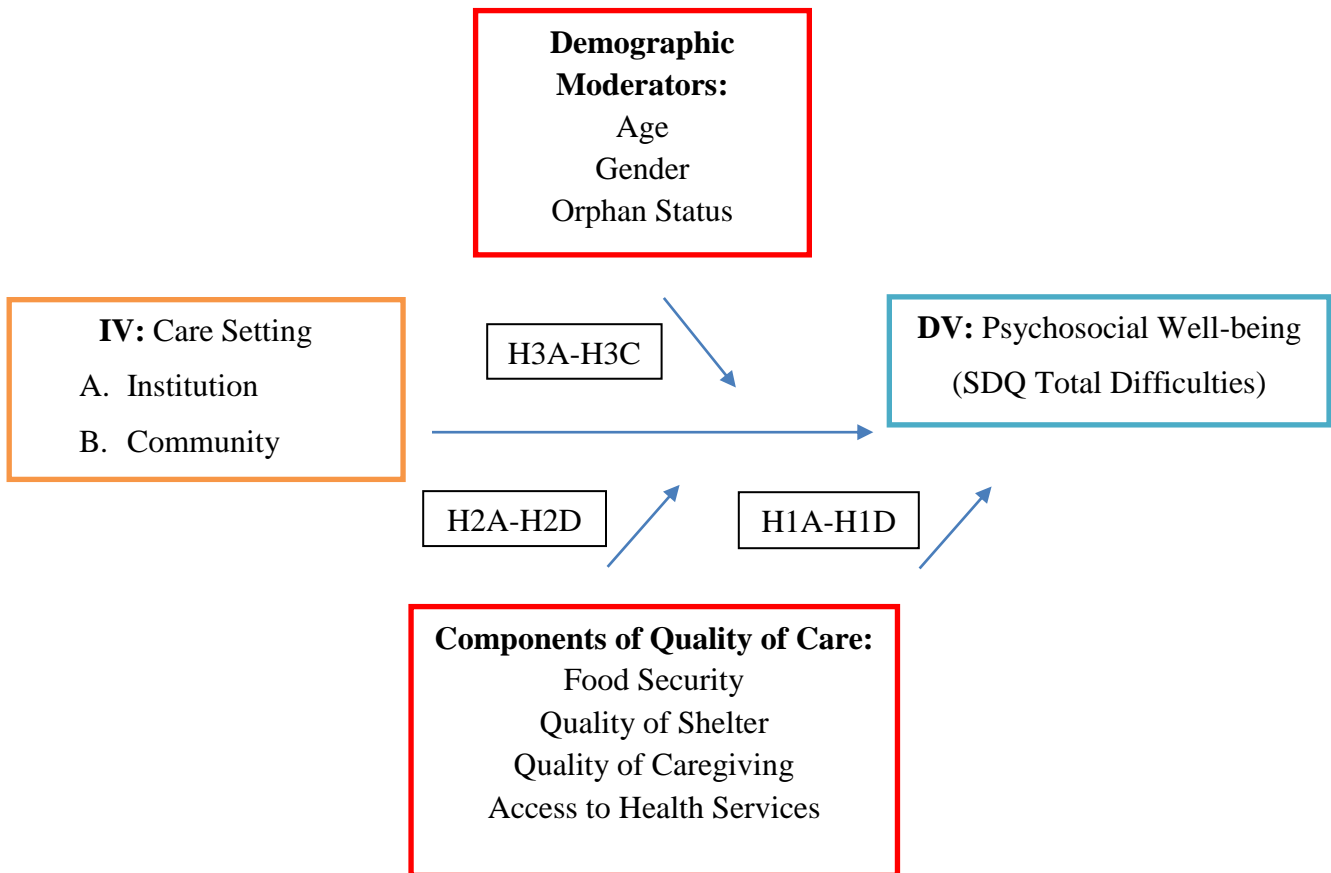 Demographic
Moderators:
Age
Gender
Orphan Status
IV: Care Setting
A. Institution
B. Community
H3A-H3C
DV: Psychosocial Well-being
(SDQ Total Difficulties)
H2A-H2D
H1A-H1D
Components of Quality of Care:
Food Security
Quality of Shelter
Quality of Caregiving
Access to Health Services